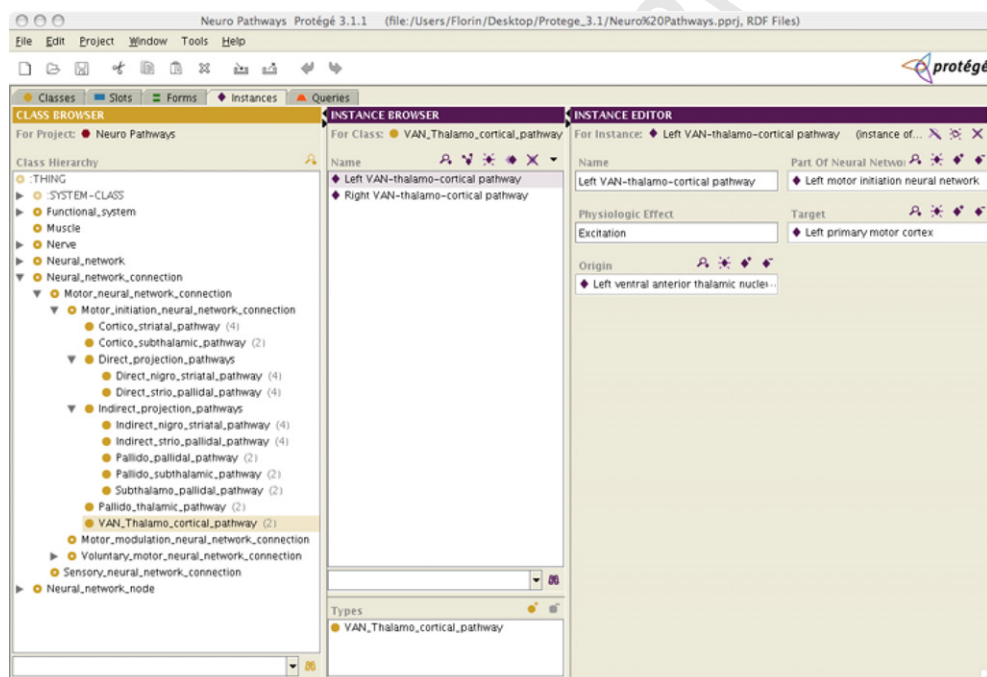 Neuro Pathways Protégé 3.1.1 (file:/Users/Florin/Desktop/Protege_3.1/Neuro%20Pathways.pprj, RDF Files)
File Edit Project Window Tools Help
protégé
Classes Slots Forms Instances Queries
CLASS BROWSER
For Project: Neuro Pathways
Class Hierarchy
:THING
:SYSTEM-CLASS
Functional_system
Muscle
Nerve
Neural_network
Neural_network_connection
Motor_neural_network_connection
Motor_initiation_neural_network_connection
Cortico_striatal_pathway (4)
Cortico_subthalamic_pathway (2)
Direct_projection_pathways
Direct_nigro_striatal_pathway (4)
Direct_strio_pallidal_pathway (4)
Indirect_projection_pathways
Indirect_nigro_striatal_pathway (4)
Indirect_strio_pallidal_pathway (4)
Pallido_pallidal_pathway (2)
Pallido_subthalamic_pathway (2)
Subthalamo_pallidal_pathway (2)
Pallido_thalamic_pathway (2)
VAN_Thalamo_cortical_pathway (2)
Motor_modulation_neural_network_connection
Voluntary_motor_neural_network_connection
Sensory_neural_network_connection
Neural_network_node
INSTANCE BROWSER
For Class: VAN_Thalamo_cortical_pathway
Name
Left VAN-thalamo-cortical pathway
Right VAN-thalamo-cortical pathway
Types
VAN_Thalamo_cortical_pathway
INSTANCE EDITOR
For Instance: Left VAN-thalamo-cortical pathway (instance of...
Name
Left VAN-thalamo-cortical pathway
Part Of Neural Netwo
Left motor initiation neural network
Physiologic Effect
Excitation
Target
Left primary motor cortex
Origin
Left ventral anterior thalamic nucle...